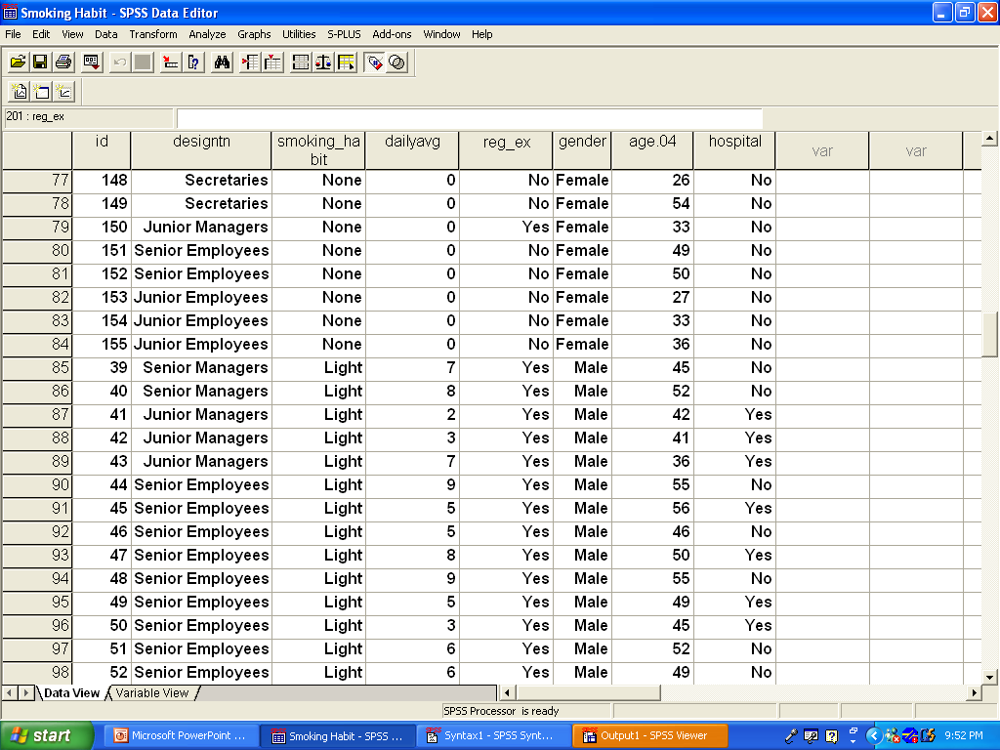 Smoking Habit - SPSS Data Editor
File Edit View Data Transform Analyze Graphs Utilities S-PLUS Add-ons Window Help
201 : reg_ex
id designtn smoking_habit dailyavg reg_ex gender age.04 hospital var var
77 148 Secretaries None 0 No Female 26 No
78 149 Secretaries None 0 No Female 54 No
79 150 Junior Managers None 0 Yes Female 33 No
80 151 Senior Employees None 0 No Female 49 No
81 152 Senior Employees None 0 No Female 50 No
82 153 Junior Employees None 0 No Female 27 No
83 154 Junior Employees None 0 No Female 33 No
84 155 Junior Employees None 0 No Female 36 No
85 39 Senior Managers Light 7 Yes Male 45 No
86 40 Senior Managers Light 8 Yes Male 52 No
87 41 Junior Managers Light 2 Yes Male 42 Yes
88 42 Junior Managers Light 3 Yes Male 41 Yes
89 43 Junior Managers Light 7 Yes Male 36 Yes
90 44 Senior Employees Light 9 Yes Male 55 No
91 45 Senior Employees Light 5 Yes Male 56 Yes
92 46 Senior Employees Light 5 Yes Male 46 No
93 47 Senior Employees Light 8 Yes Male 50 Yes
94 48 Senior Employees Light 9 Yes Male 55 No
95 49 Senior Employees Light 5 Yes Male 49 Yes
96 50 Senior Employees Light 3 Yes Male 45 Yes
97 51 Senior Employees Light 6 Yes Male 52 No
98 52 Senior Employees Light 6 Yes Male 49 No
Data View Variable View
SPSS Processor is ready
start Microsoft PowerPoint ... Smoking Habit - SPSS ... Syntax1 - SPSS Synt... Output1 - SPSS Viewer 9:52 PM